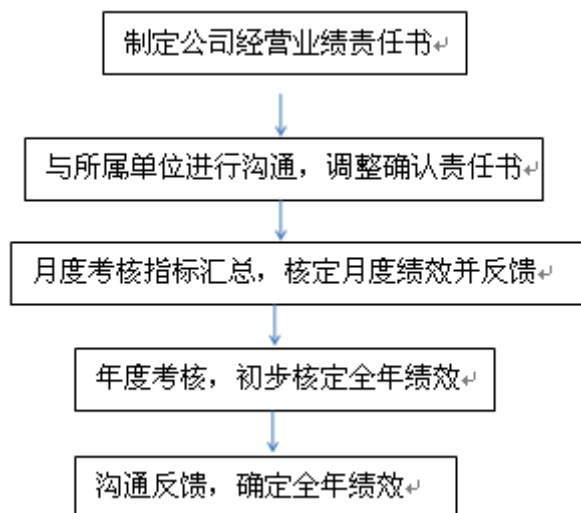 制定公司经营业绩责任书
与所属单位进行沟通，调整确认责任书
月度考核指标汇总，核定月度绩效并反馈
年度考核，初步核定全年绩效
沟通反馈，确定全年绩效